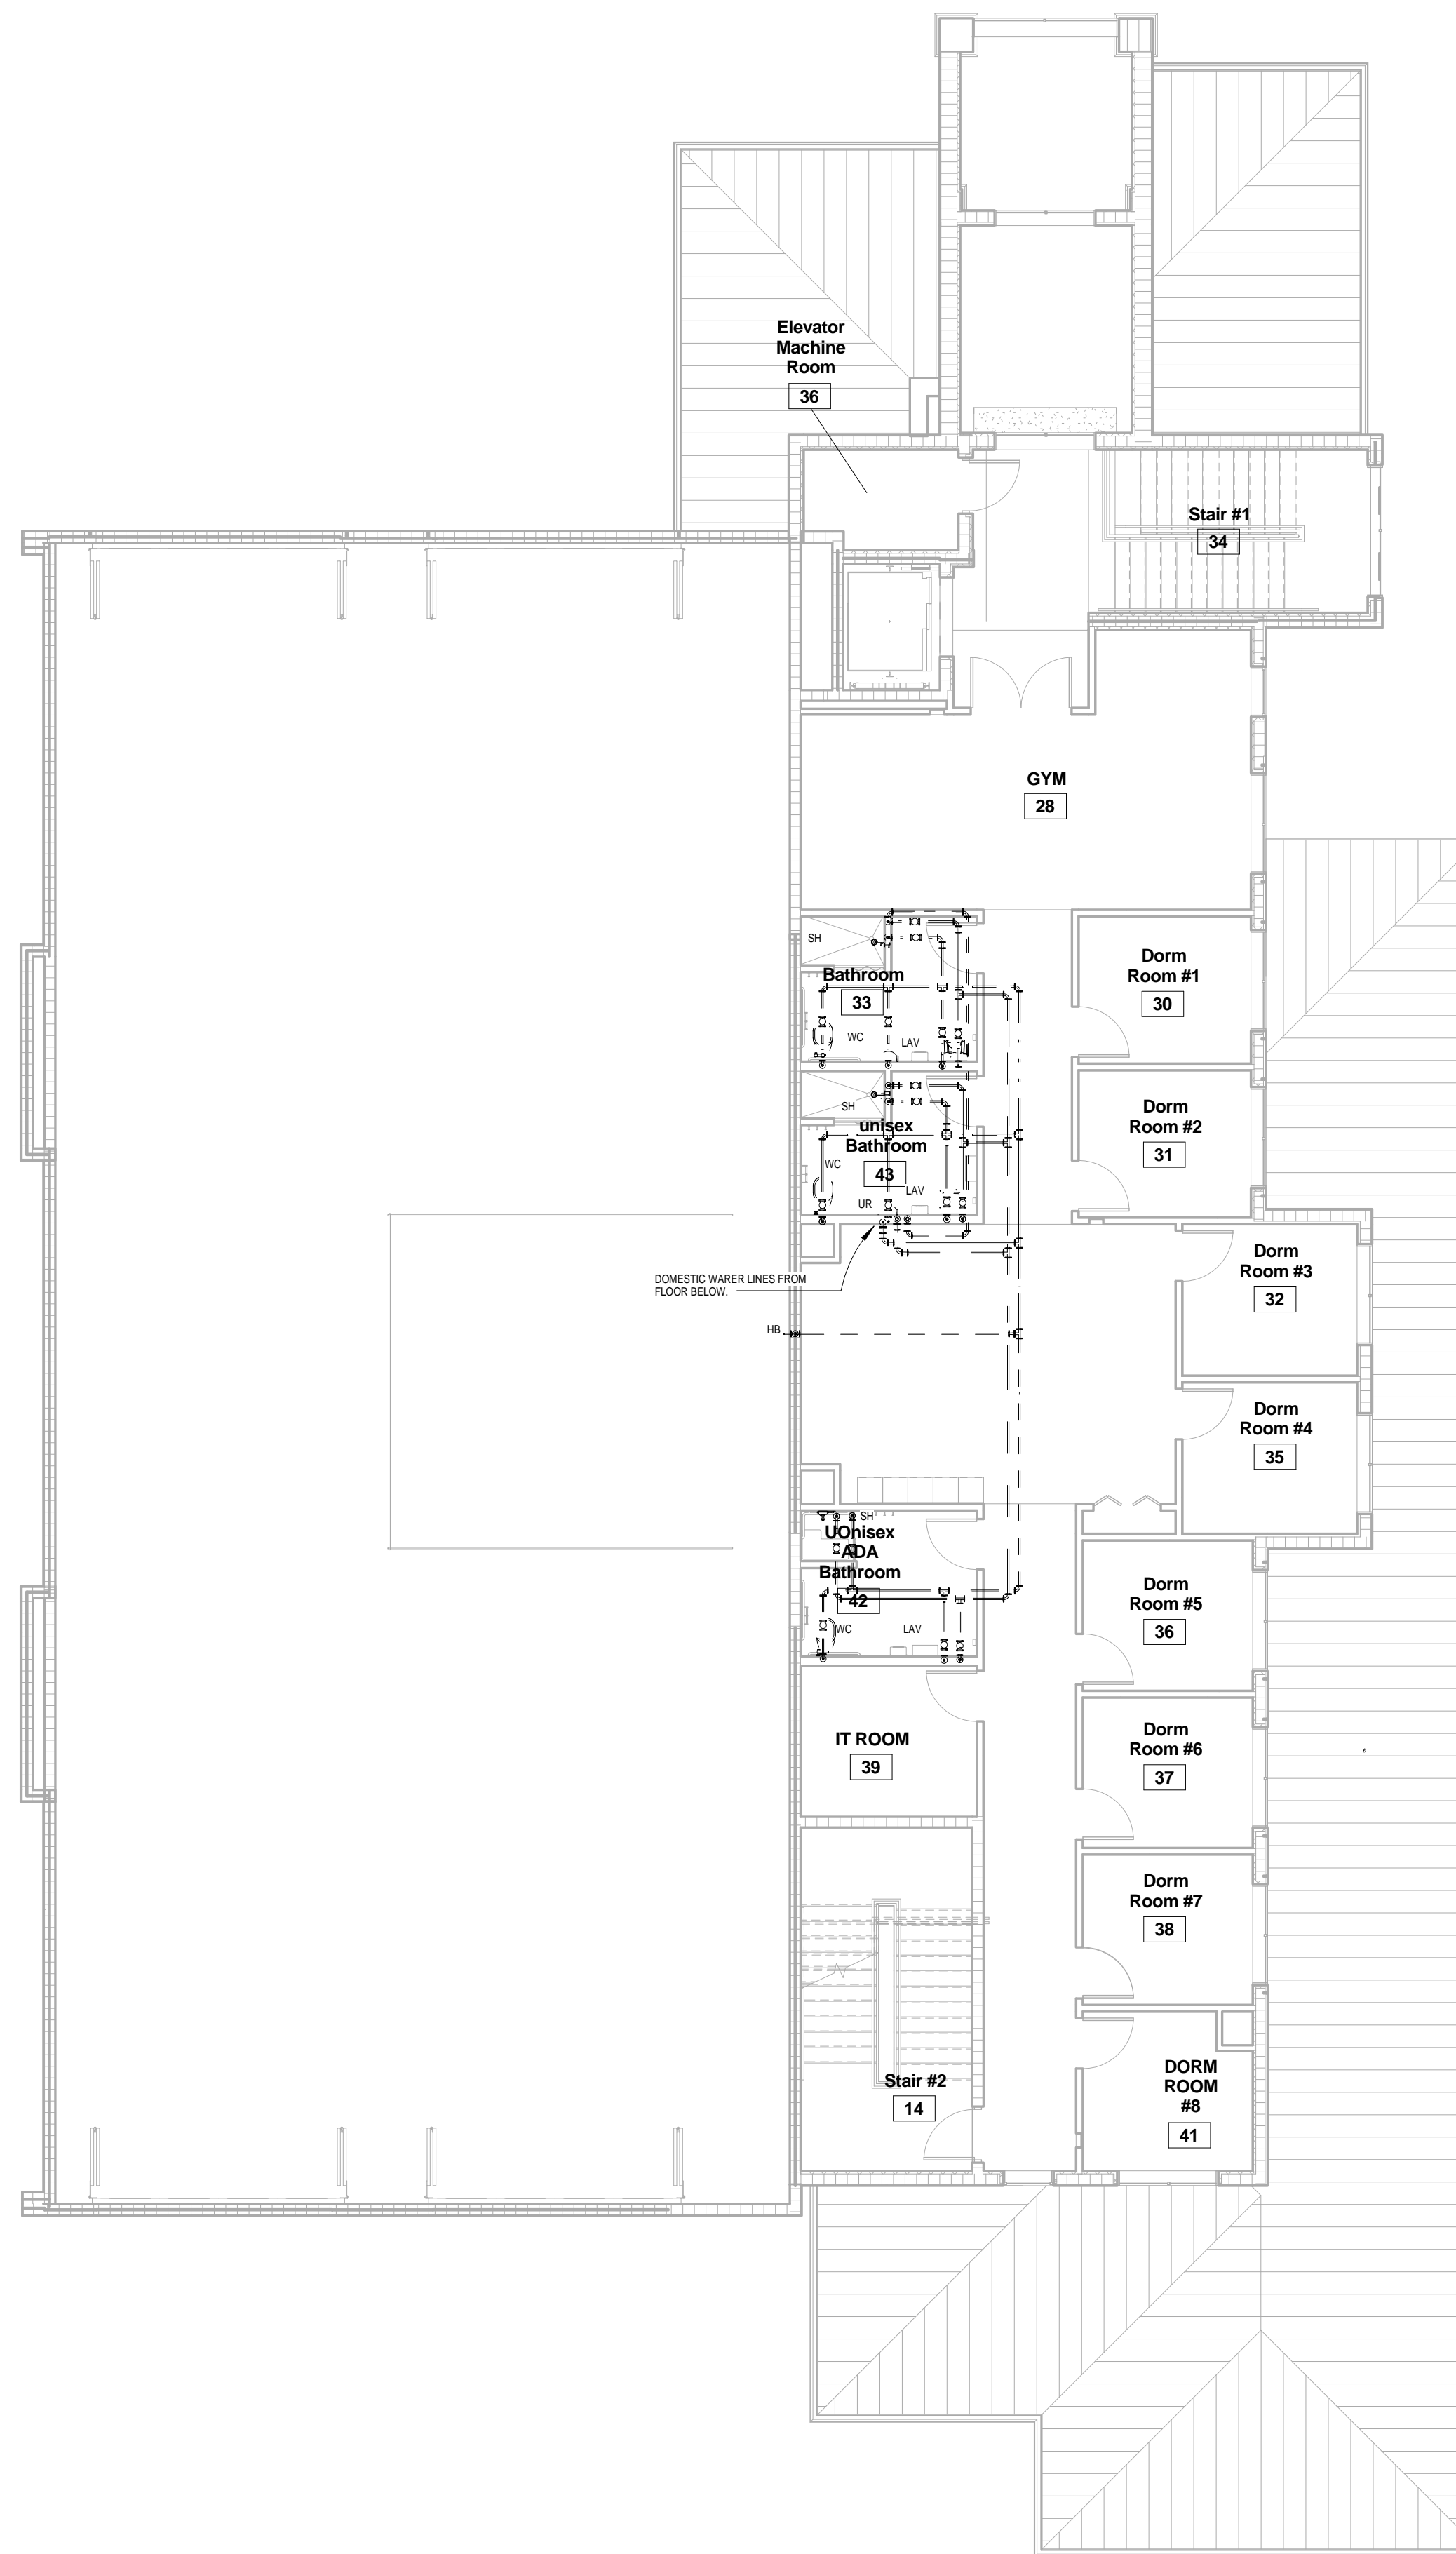 Elevator
Machine
Room
36
Stair #1
34
GYM
28
SH
Bathroom
33
WC
LAV
Dorm
Room #1
30
SH
unisex
Bathroom
43
WC
LAV
UR
Dorm
Room #2
31
DOMESTIC WARER LINES FROM
FLOOR BELOW.
HB
Dorm
Room #3
32
Dorm
Room #4
35
SH
UOnisex
ADA
Bathroom
42
WC
LAV
Dorm
Room #5
36
IT ROOM
39
Dorm
Room #6
37
Dorm
Room #7
38
Stair #2
14
DORM
ROOM
#8
41